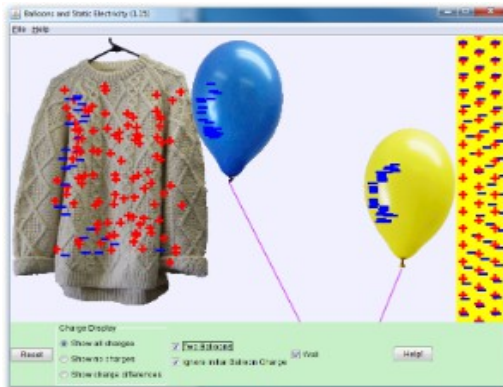 Balloons and Static Electricity (1.15)
File Help
Charge Display
Show all charges
Show no charges
Show charge differences
Two Balloons
Ignore Initial Balloon Charge
Wall
Reset
Help!